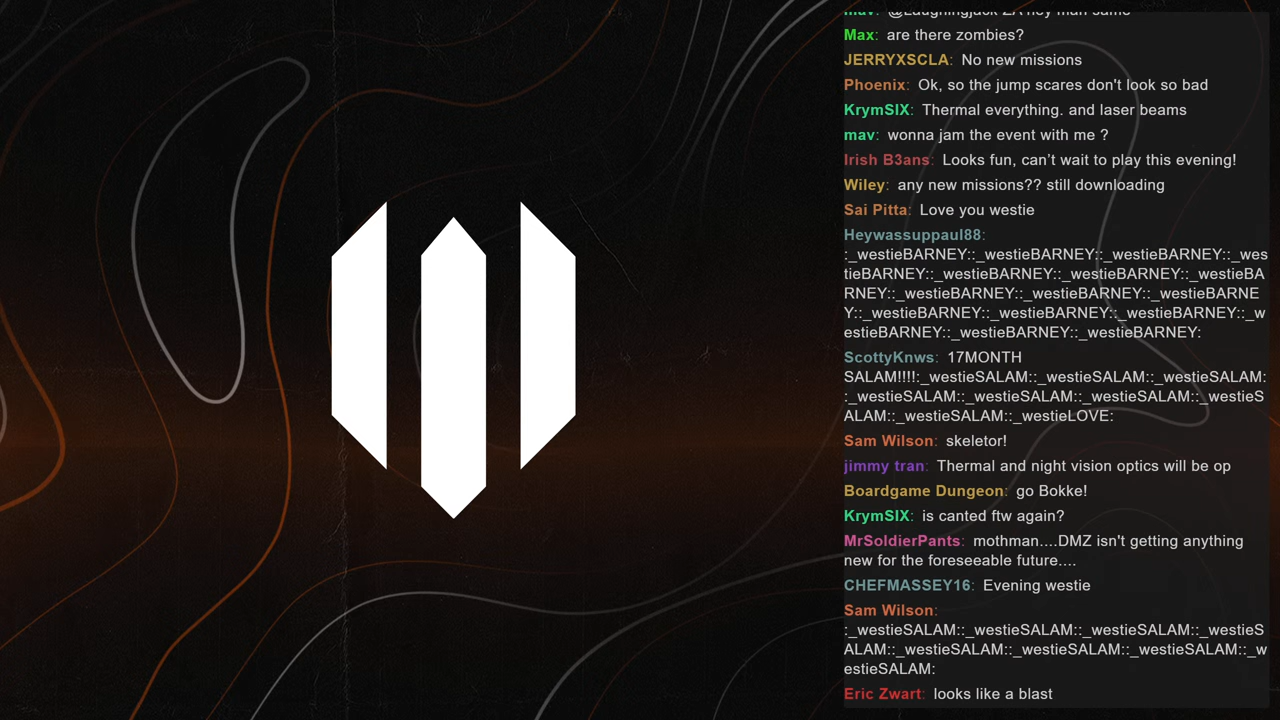 mav: @Laughingjack ZA hey man same
Max: are there zombies?
JERRYXSCLA: No new missions
Phoenix: Ok, so the jump scares don't look so bad
KrymSIX: Thermal everything. and laser beams
mav: wonna jam the event with me ?
Irish B3ans: Looks fun, can’t wait to play this evening!
Wiley: any new missions?? still downloading
Sai Pitta: Love you westie
Heywassuppaul88:
:_westieBARNEY::_westieBARNEY::_westieBARNEY::_wes
tieBARNEY::_westieBARNEY::_westieBARNEY::_westieBA
RNEY::_westieBARNEY::_westieBARNEY::_westieBARNE
Y::_westieBARNEY::_westieBARNEY::_westieBARNEY::_w
estieBARNEY::_westieBARNEY::_westieBARNEY:
ScottyKnws: 17MONTH
SALAM!!!!:_westieSALAM::_westieSALAM::_westieSALAM:
:_westieSALAM::_westieSALAM::_westieSALAM::_westieS
ALAM::_westieSALAM::_westieLOVE:
Sam Wilson: skeletor!
jimmy tran: Thermal and night vision optics will be op
Boardgame Dungeon: go Bokke!
KrymSIX: is canted ftw again?
MrSoldierPants: mothman....DMZ isn't getting anything
new for the foreseeable future....
CHEFMASSEY16: Evening westie
Sam Wilson:
:_westieSALAM::_westieSALAM::_westieSALAM::_westieS
ALAM::_westieSALAM::_westieSALAM::_westieSALAM::_w
estieSALAM:
Eric Zwart: looks like a blast